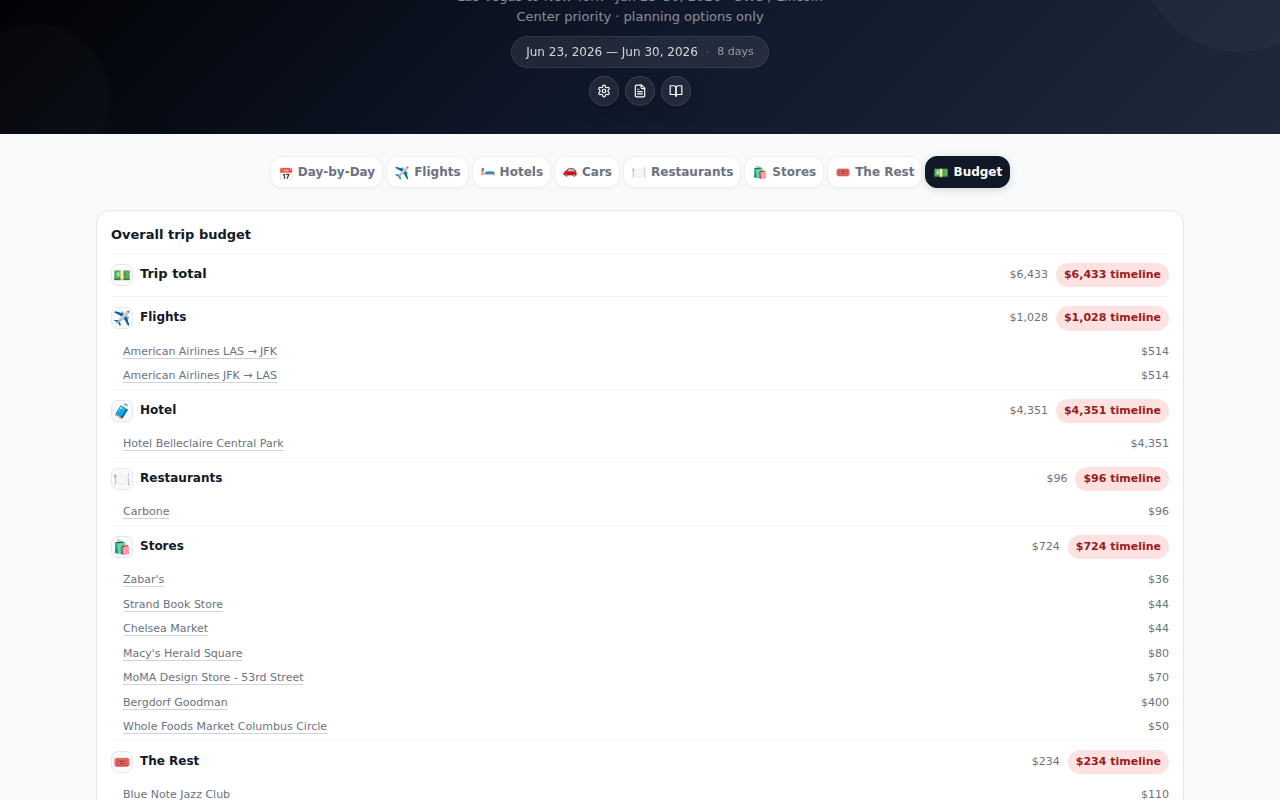 Center priority · planning options only
Jun 23, 2026 — Jun 30, 2026 · 8 days
📅 Day-by-Day ✈️ Flights 🛏️ Hotels 🚗 Cars 🍽️ Restaurants 🛍️ Stores 🎟️ The Rest 💵 Budget
Overall trip budget
Trip total $6,433 $6,433 timeline
Flights $1,028 $1,028 timeline
American Airlines LAS → JFK $514
American Airlines JFK → LAS $514
Hotel $4,351 $4,351 timeline
Hotel Belleclaire Central Park $4,351
Restaurants $96 $96 timeline
Carbone $96
Stores $724 $724 timeline
Zabar's $36
Strand Book Store $44
Chelsea Market $44
Macy's Herald Square $80
MoMA Design Store - 53rd Street $70
Bergdorf Goodman $400
Whole Foods Market Columbus Circle $50
The Rest $234 $234 timeline
Blue Note Jazz Club $110